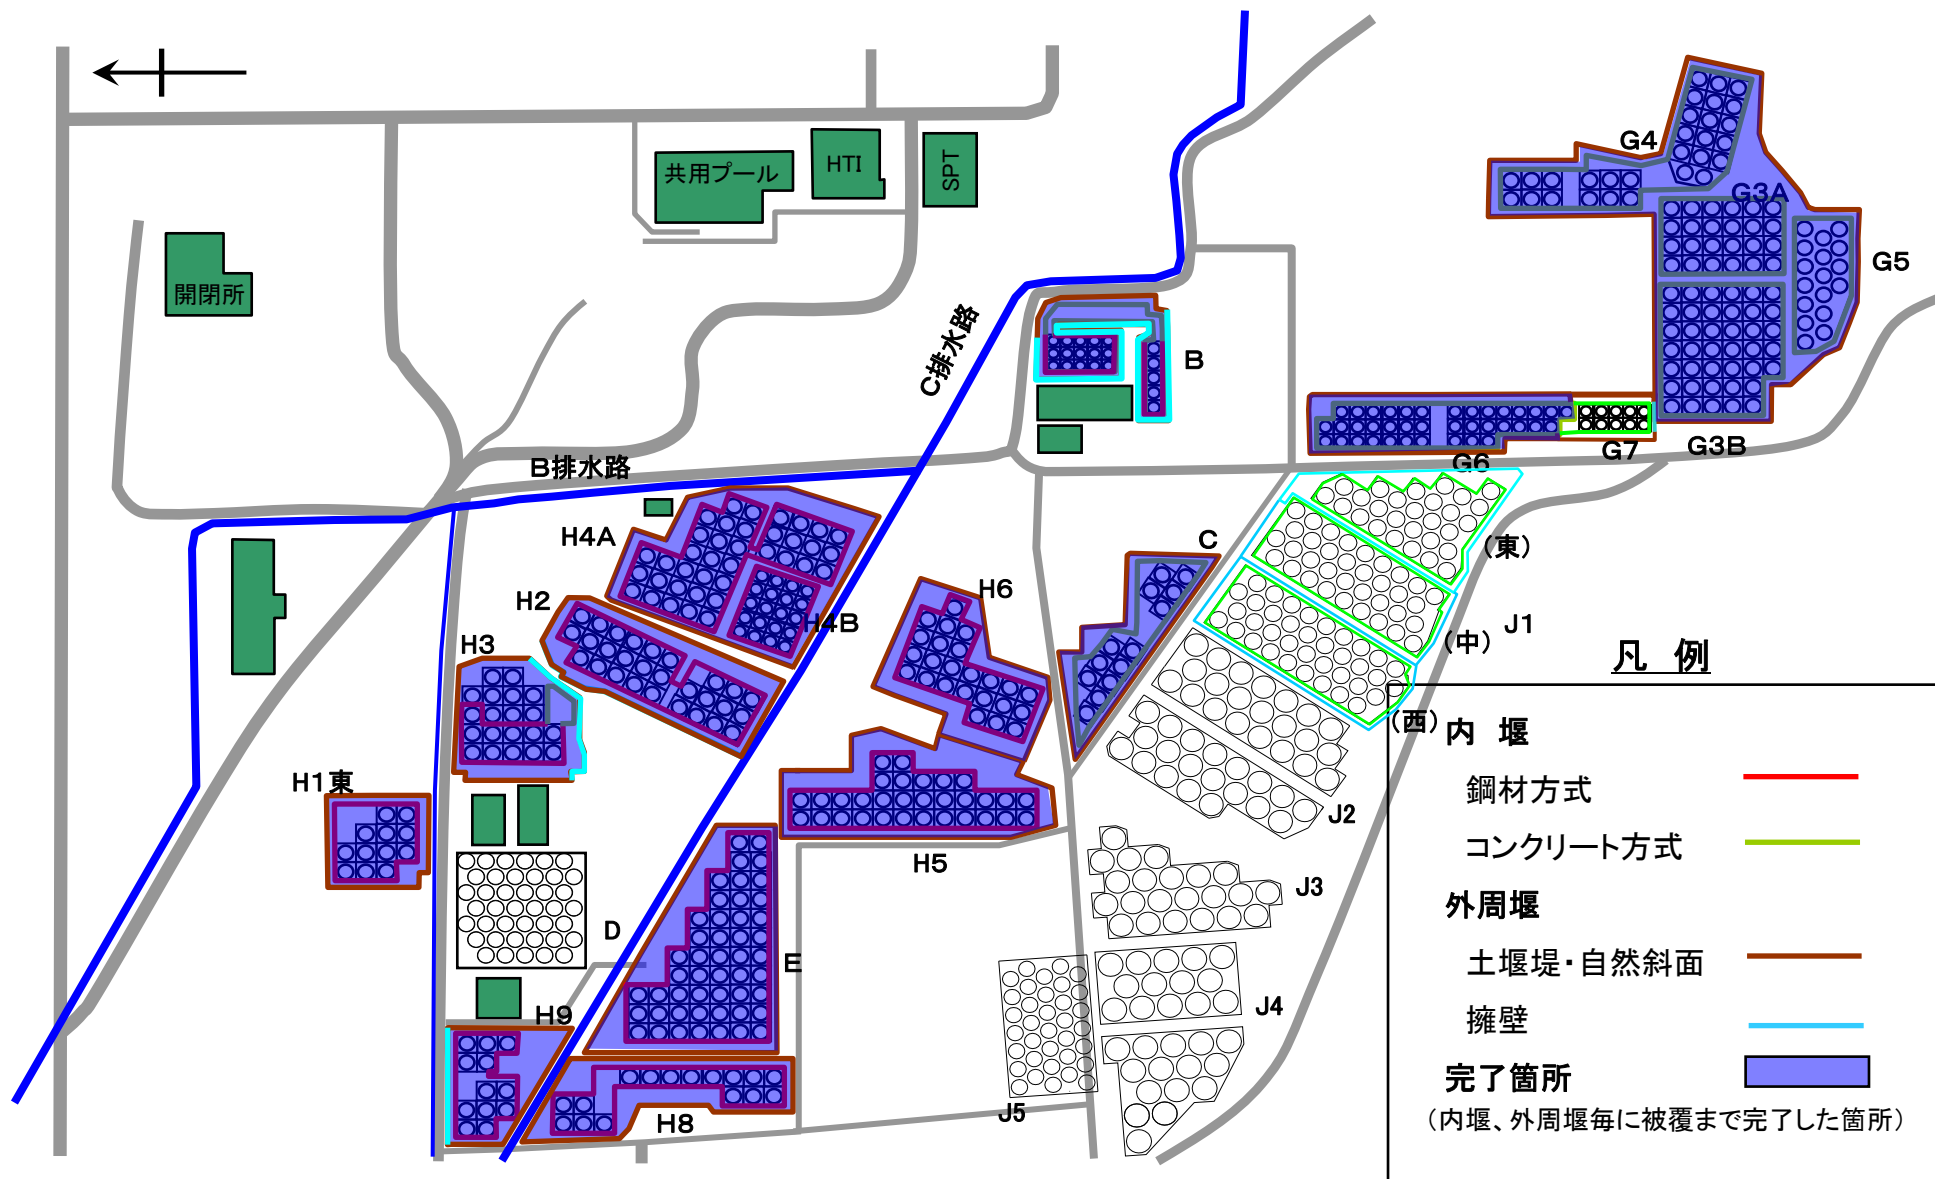 共用プール
HTI
SPT
開閉所
C排水路
B排水路
G4
G3A
G5
B
G6
G7
G3B
H4A
H2
H4B
H3
H6
C
(東)
J1
(中)
(西)
H1東
H5
J2
J3
D
E
J4
H9
H8
J5
凡 例
内 堰
鋼材方式
コンクリート方式
外周堰
土堰堤・自然斜面
擁壁
完了箇所
(内堰、外周堰毎に被覆まで完了した箇所)